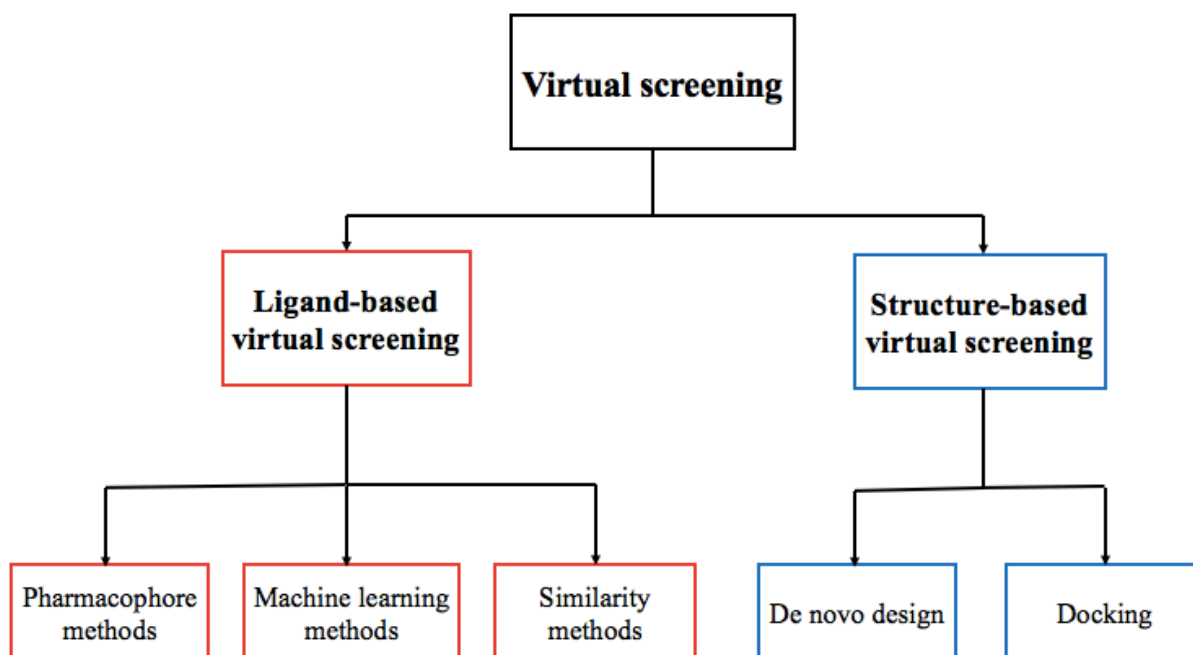 Virtual screening
Ligand-based
virtual screening
Structure-based
virtual screening
Pharmacophore
methods
Machine learning
methods
Similarity
methods
De novo design
Docking